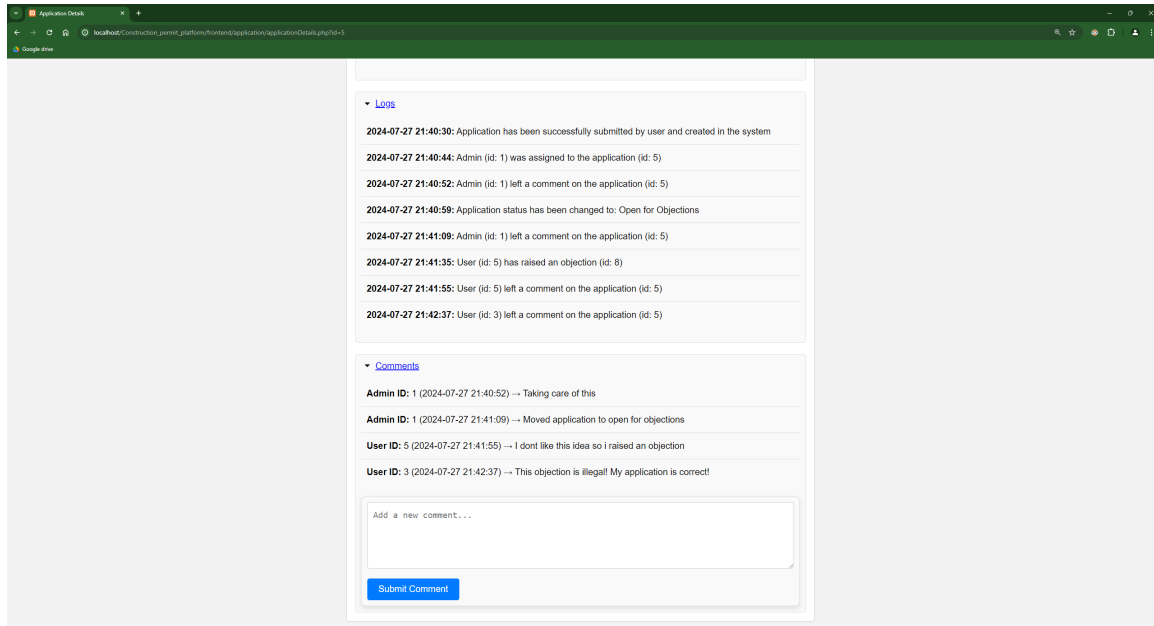 Application Details
localhost/Construction_permit_platform/frontend/application/applicationDetails.php?id=5
Google drive
Logs
2024-07-27 21:40:30: Application has been successfully submitted by user and created in the system
2024-07-27 21:40:44: Admin (id: 1) was assigned to the application (id: 5)
2024-07-27 21:40:52: Admin (id: 1) left a comment on the application (id: 5)
2024-07-27 21:40:59: Application status has been changed to: Open for Objections
2024-07-27 21:41:09: Admin (id: 1) left a comment on the application (id: 5)
2024-07-27 21:41:35: User (id: 5) has raised an objection (id: 8)
2024-07-27 21:41:55: User (id: 5) left a comment on the application (id: 5)
2024-07-27 21:42:37: User (id: 3) left a comment on the application (id: 5)
Comments
Admin ID: 1 (2024-07-27 21:40:52) → Taking care of this
Admin ID: 1 (2024-07-27 21:41:09) → Moved application to open for objections
User ID: 5 (2024-07-27 21:41:55) → I dont like this idea so i raised an objection
User ID: 3 (2024-07-27 21:42:37) → This objection is illegal! My application is correct!
Add a new comment...
Submit Comment